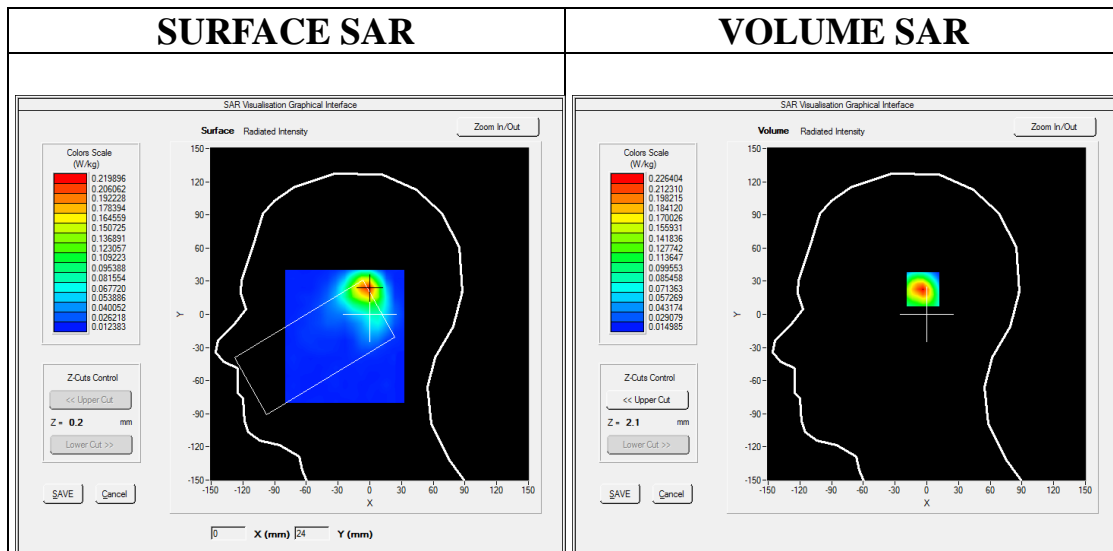 SURFACE SAR
VOLUME SAR
SAR Visualisation Graphical Interface
Surface Radiated Intensity
Zoom In/Out
Colors Scale
(W/kg)
0.219896
0.206062
0.192228
0.178394
0.164559
0.150725
0.136891
0.123057
0.109223
0.095388
0.081554
0.067720
0.053886
0.040052
0.026218
0.012383
Z-Cuts Control
<< Upper Cut
Z = 0.2 mm
Lower Cut >>
SAVE Cancel
150
120
90
60
30
0
-30
-60
-90
-120
-150
Y
-150 -120 -90 -60 -30 0 30 60 90 120 150
X
0 X (mm) 24 Y (mm)
SAR Visualisation Graphical Interface
Volume Radiated Intensity
Zoom In/Out
Colors Scale
(W/kg)
0.226404
0.212310
0.198215
0.184120
0.170026
0.155931
0.141836
0.127742
0.113647
0.099553
0.085458
0.071363
0.057269
0.043174
0.029079
0.014985
Z-Cuts Control
<< Upper Cut
Z = 2.1 mm
Lower Cut >>
SAVE Cancel
150
120
90
60
30
0
-30
-60
-90
-120
-150
Y
-150 -120 -90 -60 -30 0 30 60 90 120 150
X